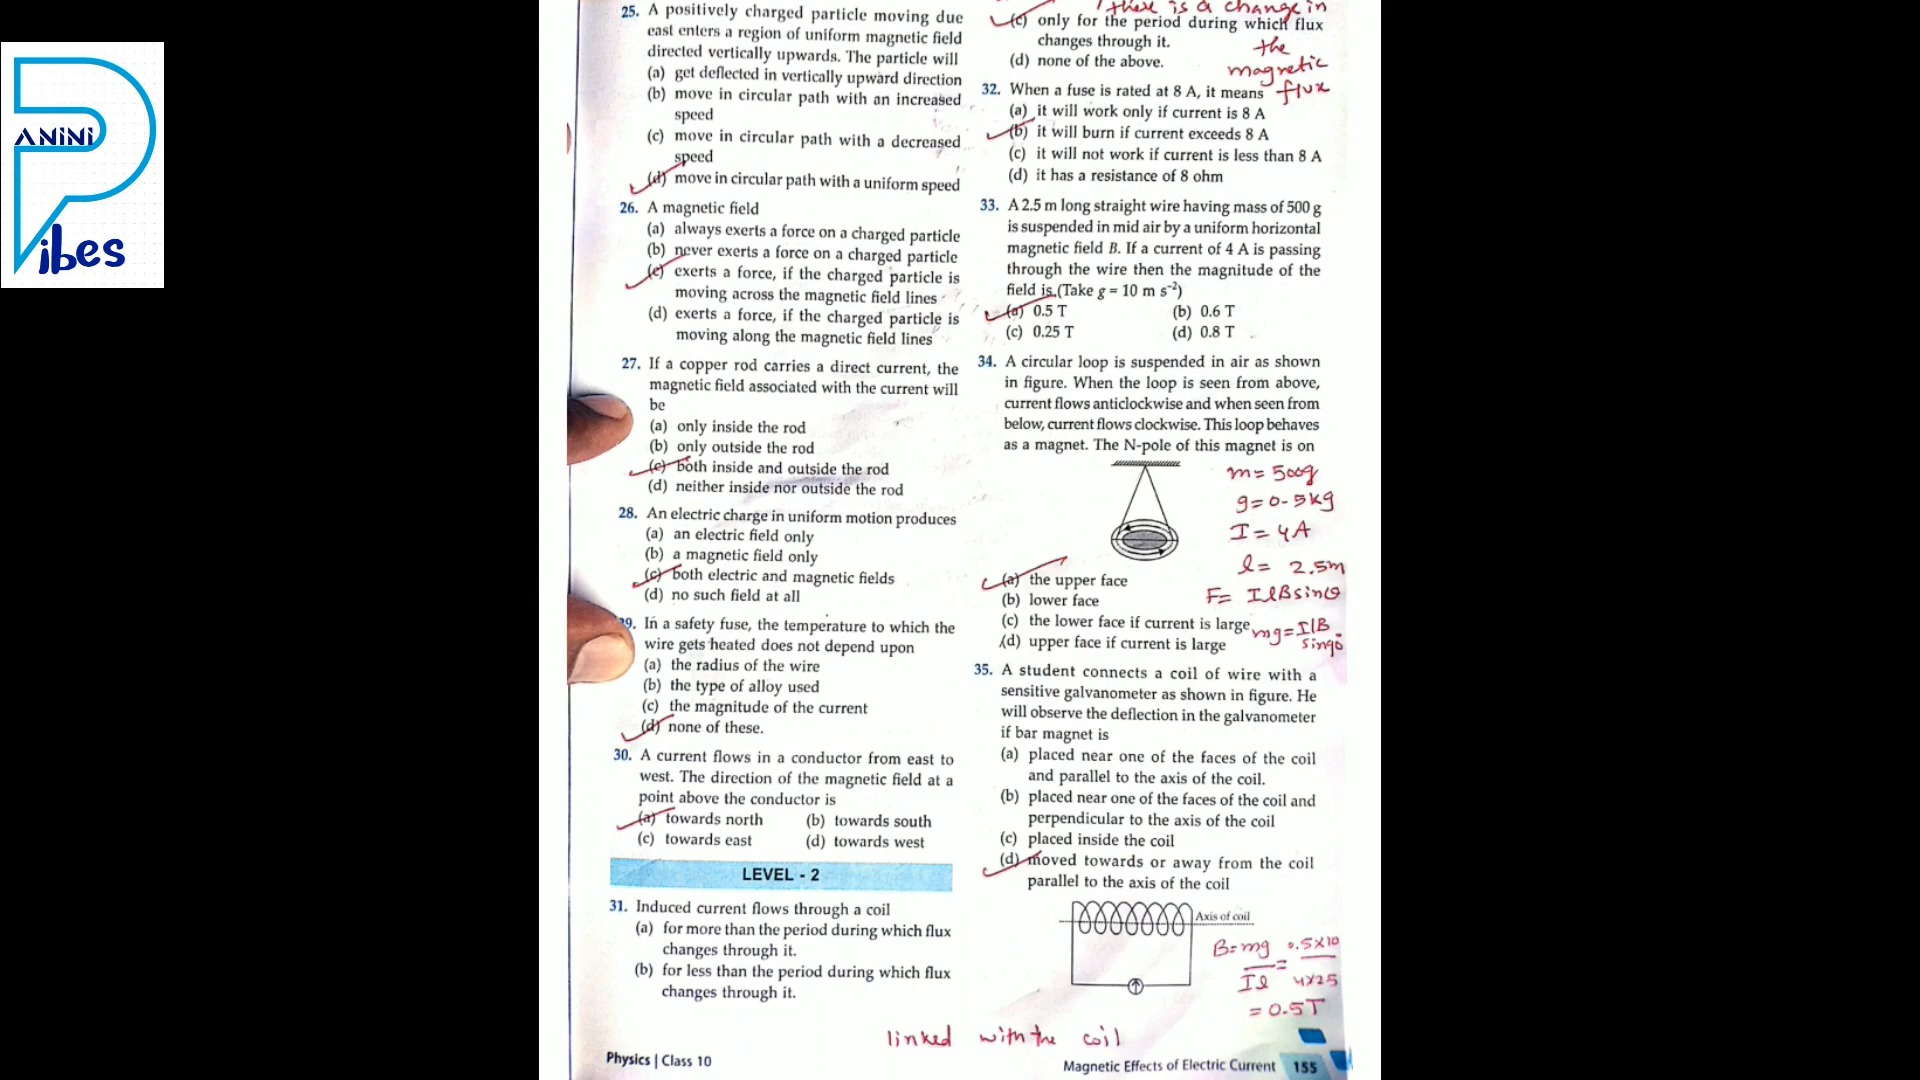 PANINI
Vibes
25. A positively charged particle moving due
east enters a region of uniform magnetic field
directed vertically upwards. The particle will
(a) get deflected in vertically upward direction
(b) move in circular path with an increased
speed
(c) move in circular path with a decreased
speed
(d) move in circular path with a uniform speed
26. A magnetic field
(a) always exerts a force on a charged particle
(b) never exerts a force on a charged particle
(c) exerts a force, if the charged particle is
moving across the magnetic field lines
(d) exerts a force, if the charged particle is
moving along the magnetic field lines
27. If a copper rod carries a direct current, the
magnetic field associated with the current will
be
(a) only inside the rod
(b) only outside the rod
(c) both inside and outside the rod
(d) neither inside nor outside the rod
28. An electric charge in uniform motion produces
(a) an electric field only
(b) a magnetic field only
(c) both electric and magnetic fields
(d) no such field at all
29. In a safety fuse, the temperature to which the
wire gets heated does not depend upon
(a) the radius of the wire
(b) the type of alloy used
(c) the magnitude of the current
(d) none of these.
30. A current flows in a conductor from east to
west. The direction of the magnetic field at a
point above the conductor is
(a) towards north (b) towards south
(c) towards east (d) towards west
LEVEL - 2
31. Induced current flows through a coil
(a) for more than the period during which flux
changes through it.
(b) for less than the period during which flux
changes through it.
there is a change in
(c) only for the period during which flux
changes through it.
the
(d) none of the above.
magnetic
flux
32. When a fuse is rated at 8 A, it means
(a) it will work only if current is 8 A
(b) it will burn if current exceeds 8 A
(c) it will not work if current is less than 8 A
(d) it has a resistance of 8 ohm
33. A 2.5 m long straight wire having mass of 500 g
is suspended in mid air by a uniform horizontal
magnetic field B. If a current of 4 A is passing
through the wire then the magnitude of the
field is (Take g = 10 m s⁻²)
(a) 0.5 T (b) 0.6 T
(c) 0.25 T (d) 0.8 T
34. A circular loop is suspended in air as shown
in figure. When the loop is seen from above,
current flows anticlockwise and when seen from
below, current flows clockwise. This loop behaves
as a magnet. The N-pole of this magnet is on
m = 500g
g = 0.5kg
I = 4A
l = 2.5m
F = IlBsinθ
mg = IlB
sin90
(a) the upper face
(b) lower face
(c) the lower face if current is large
(d) upper face if current is large
35. A student connects a coil of wire with a
sensitive galvanometer as shown in figure. He
will observe the deflection in the galvanometer
if bar magnet is
(a) placed near one of the faces of the coil
and parallel to the axis of the coil.
(b) placed near one of the faces of the coil and
perpendicular to the axis of the coil
(c) placed inside the coil
(d) moved towards or away from the coil
parallel to the axis of the coil
Axis of coil
B = mg = 0.5×10
Il 4×25
= 0.5T
linked with the coil
Physics | Class 10
Magnetic Effects of Electric Current 155